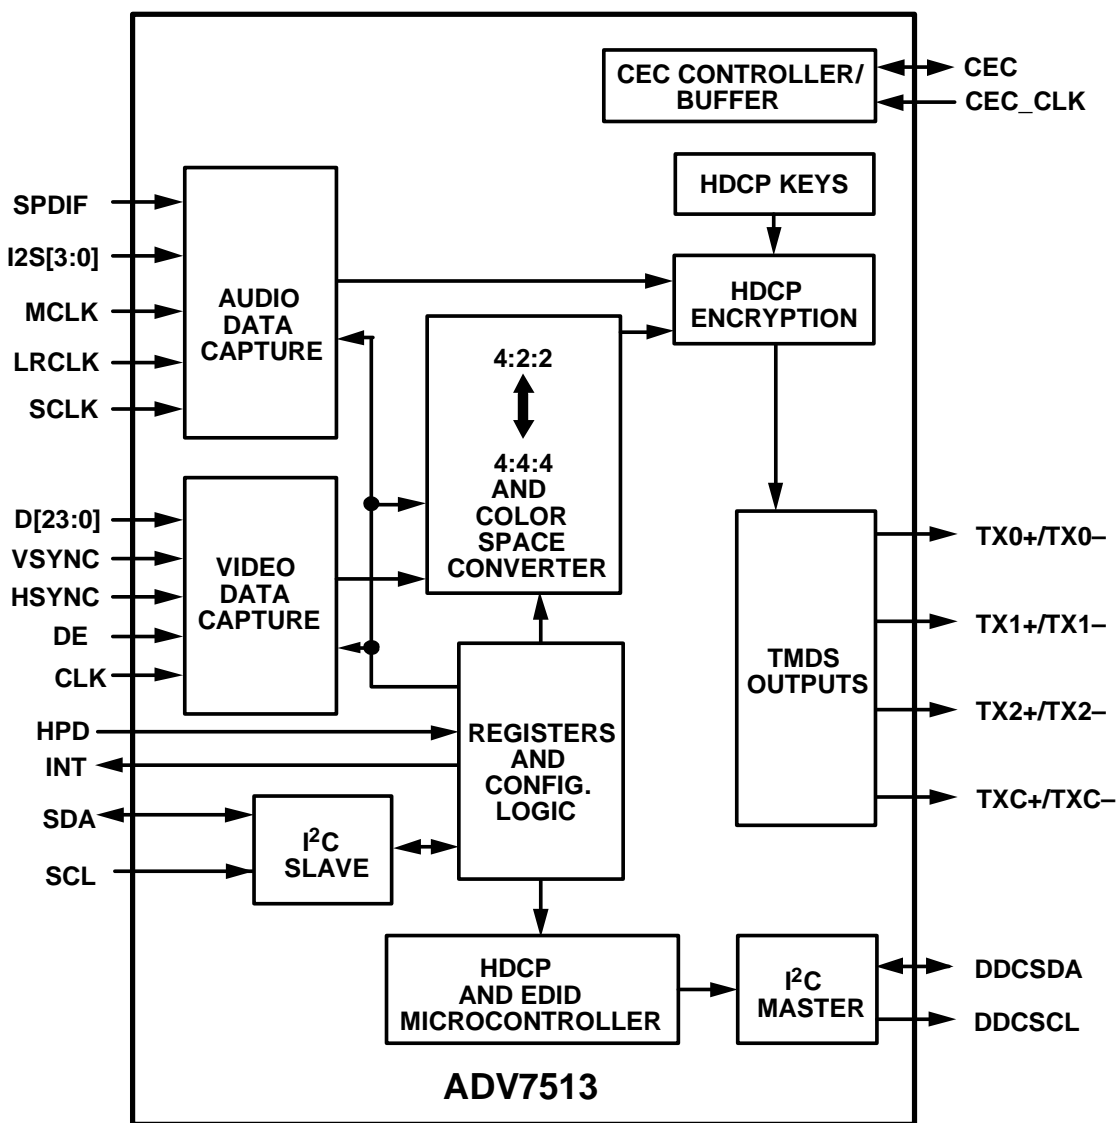 CEC CONTROLLER/
BUFFER
CEC
CEC_CLK
HDCP KEYS
SPDIF
I2S[3:0]
MCLK
LRCLK
SCLK
AUDIO
DATA
CAPTURE
HDCP
ENCRYPTION
4:2:2
4:4:4
AND
COLOR
SPACE
CONVERTER
D[23:0]
VSYNC
HSYNC
DE
CLK
VIDEO
DATA
CAPTURE
TMDS
OUTPUTS
TX0+/TX0–
TX1+/TX1–
TX2+/TX2–
TXC+/TXC–
HPD
INT
SDA
SCL
REGISTERS
AND
CONFIG.
LOGIC
I²C
SLAVE
HDCP
AND EDID
MICROCONTROLLER
I²C
MASTER
DDCSDA
DDCSCL
ADV7513